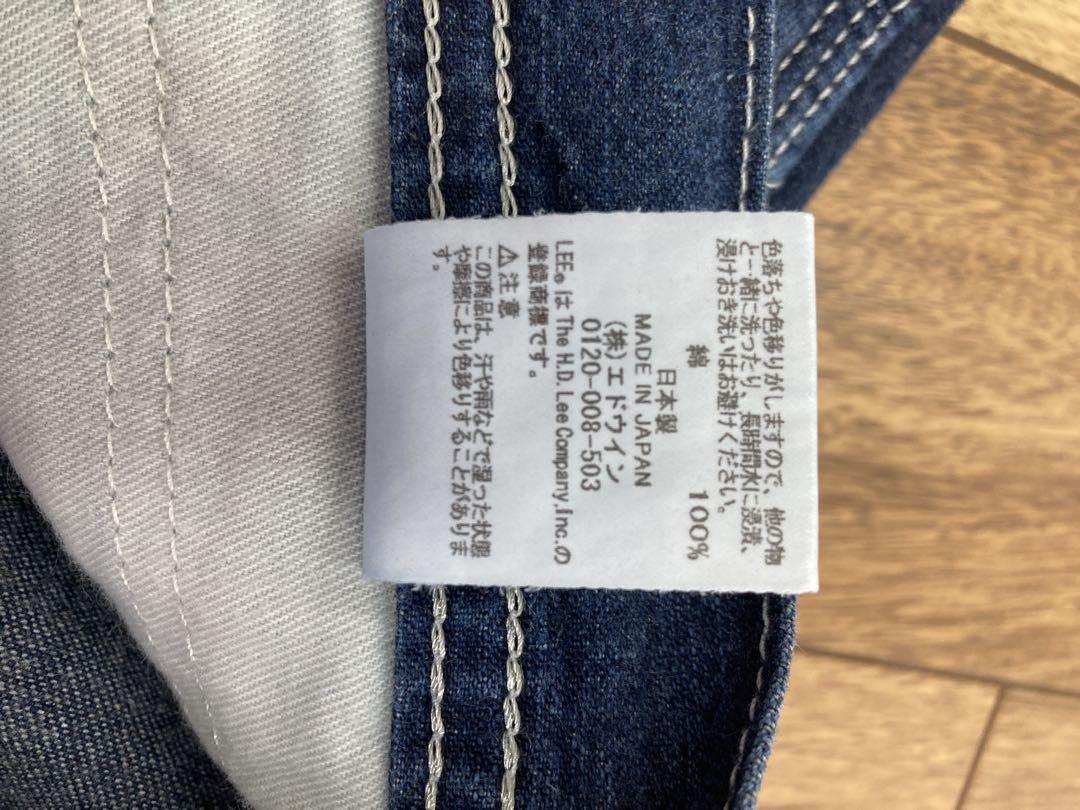 色落ちや色移りがしますので、他の物
と一緒に洗ったり、長時間水に浸漬、
浸けおき洗いはお避けください。
綿 100%
日本製
MADE IN JAPAN
(株)エドウイン
0120-008-503
LEE® は The H.D. Lee Company, Inc. の
登録商標です。
⚠ 注意
この商品は、汗や雨などで湿った状態
や摩擦により色移りすることがありま
す。